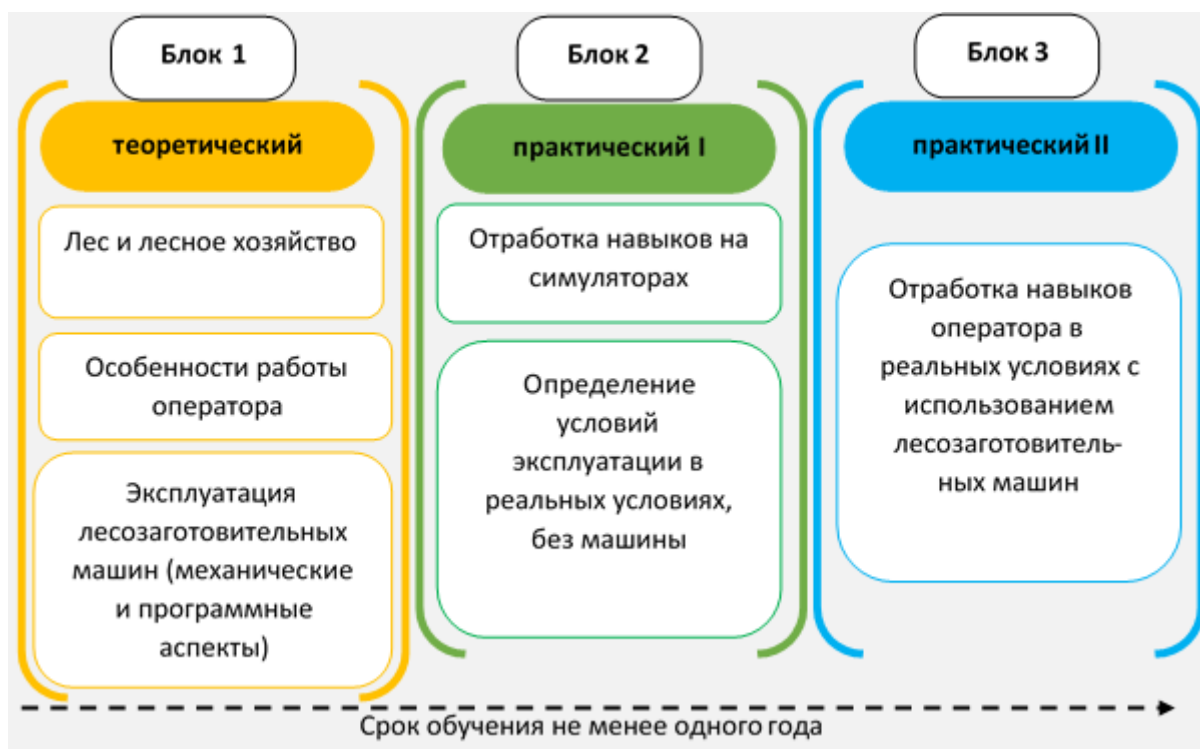 Блок 1
теоретический
Лес и лесное хозяйство
Особенности работы
оператора
Эксплуатация
лесозаготовительных
машин (механические
и программные
аспекты)
Блок 2
практический I
Отработка навыков на
симуляторах
Определение
условий
эксплуатации в
реальных условиях,
без машины
Блок 3
практический II
Отработка навыков
оператора в
реальных условиях с
использованием
лесозаготовитель-
ных машин
Срок обучения не менее одного года